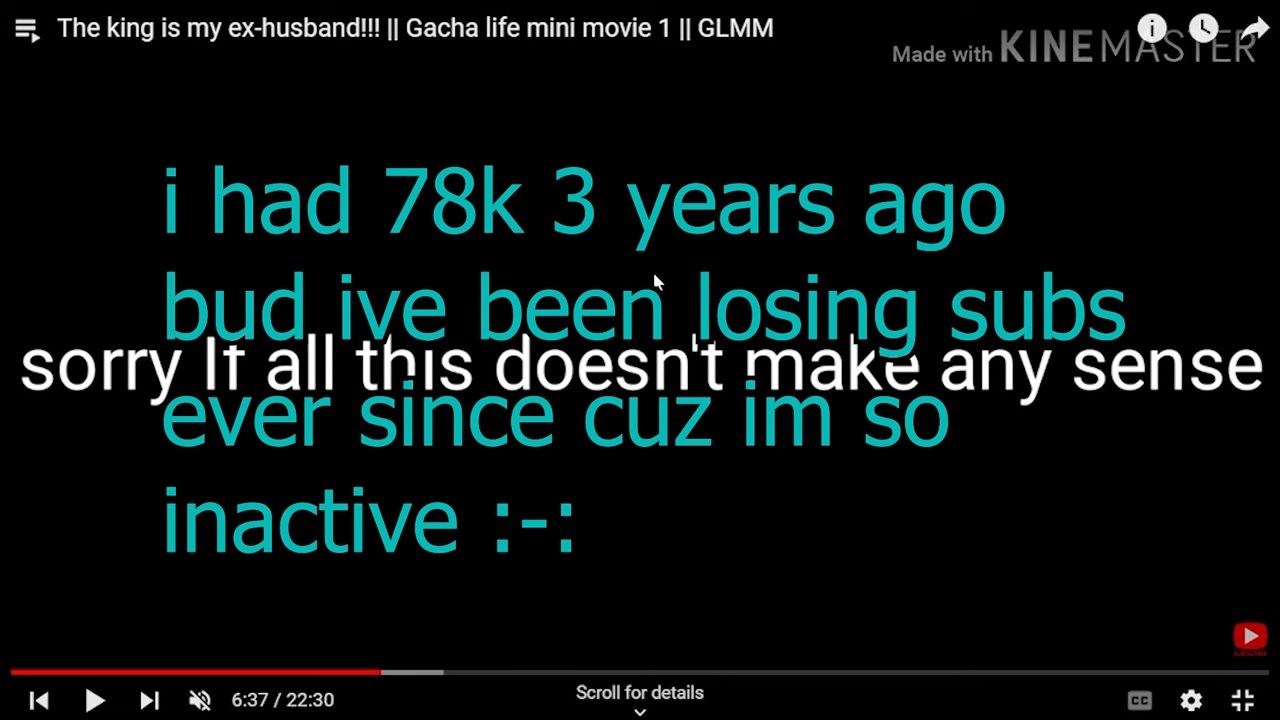 The king is my ex-husband!!! || Gacha life mini movie 1 || GLMM
Made with KINEMASTER
i had 78k 3 years ago
bud ive been losing subs
sorry If all this doesn't make any sense
ever since cuz im so
inactive :-:
SUBSCRIBE
6:37 / 22:30
Scroll for details
CC